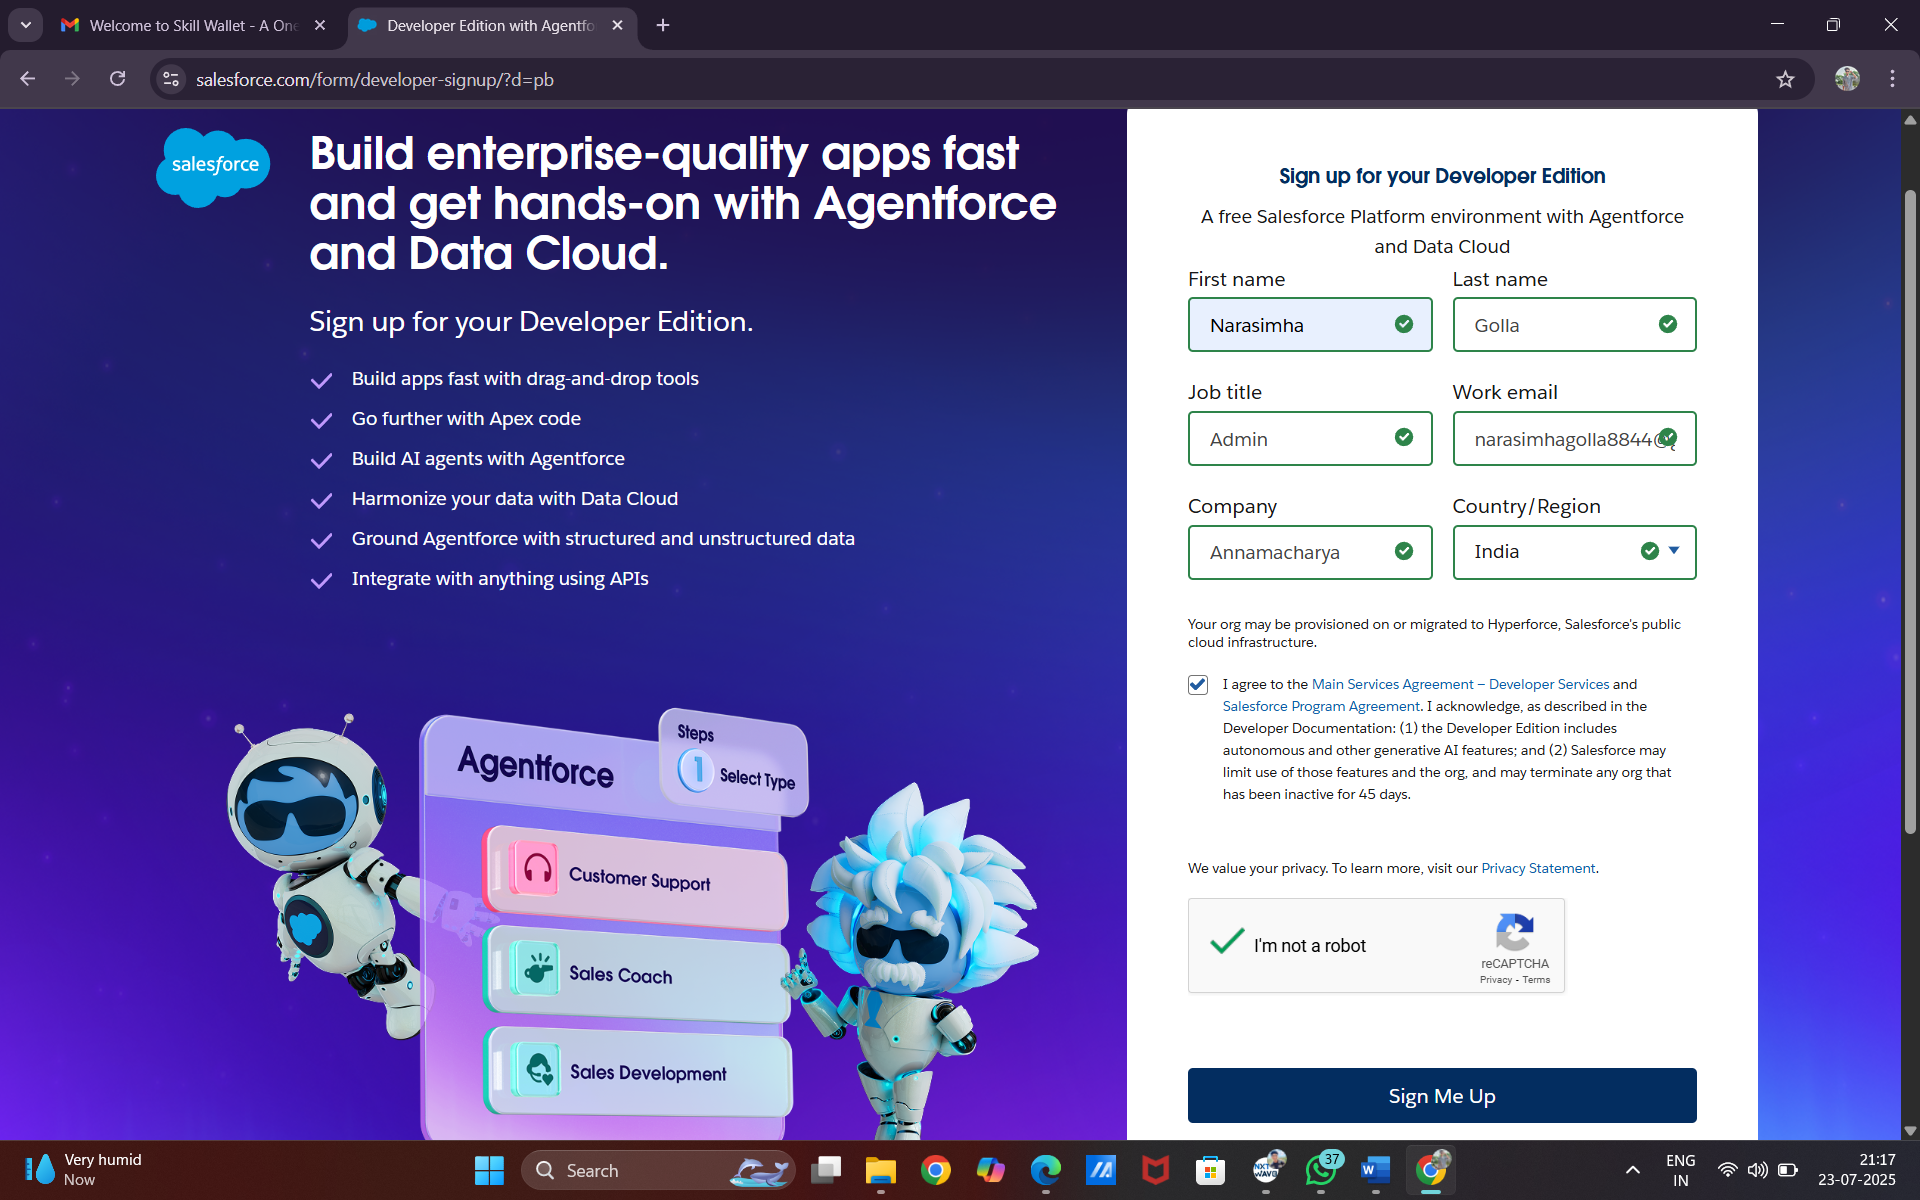 Welcome to Skill Wallet - A One
Developer Edition with Agentfo
salesforce.com/form/developer-signup/?d=pb
salesforce
Build enterprise-quality apps fast
and get hands-on with Agentforce
and Data Cloud.
Sign up for your Developer Edition.
Build apps fast with drag-and-drop tools
Go further with Apex code
Build AI agents with Agentforce
Harmonize your data with Data Cloud
Ground Agentforce with structured and unstructured data
Integrate with anything using APIs
Agentforce
Steps
1 Select Type
Customer Support
Sales Coach
Sales Development
Sign up for your Developer Edition
A free Salesforce Platform environment with Agentforce
and Data Cloud
First name Last name
Narasimha Golla
Job title Work email
Admin narasimhagolla8844@
Company Country/Region
Annamacharya India
Your org may be provisioned on or migrated to Hyperforce, Salesforce's public
cloud infrastructure.
I agree to the Main Services Agreement – Developer Services and
Salesforce Program Agreement. I acknowledge, as described in the
Developer Documentation: (1) the Developer Edition includes
autonomous and other generative AI features; and (2) Salesforce may
limit use of those features and the org, and may terminate any org that
has been inactive for 45 days.
We value your privacy. To learn more, visit our Privacy Statement.
I'm not a robot
reCAPTCHA
Privacy - Terms
Sign Me Up
Very humid
Now
Search
NXT
WAVE
37
ENG
IN
21:17
23-07-2025